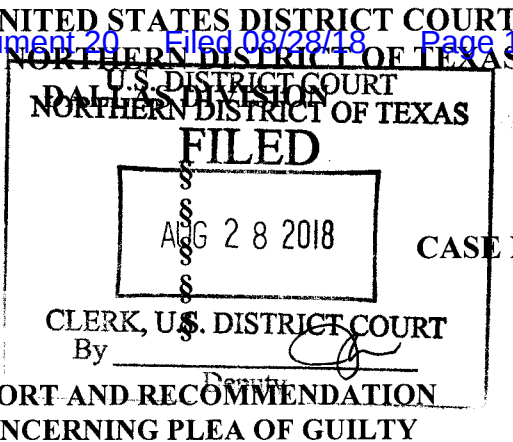 NITED STATES DISTRICT COURT
ument 20 Filed 08/28/18 Page 1
NORTHERN DISTRICT OF TEXAS
U.S. DISTRICT COURT
DALLAS DIVISION
NORTHERN DISTRICT OF TEXAS
FILED
§
§
AUG 28 2018
§
CASE
§
§
CLERK, U.S. DISTRICT COURT
§
By
Deputy
ORT AND RECOMMENDATION
NCERNING PLEA OF GUILTY